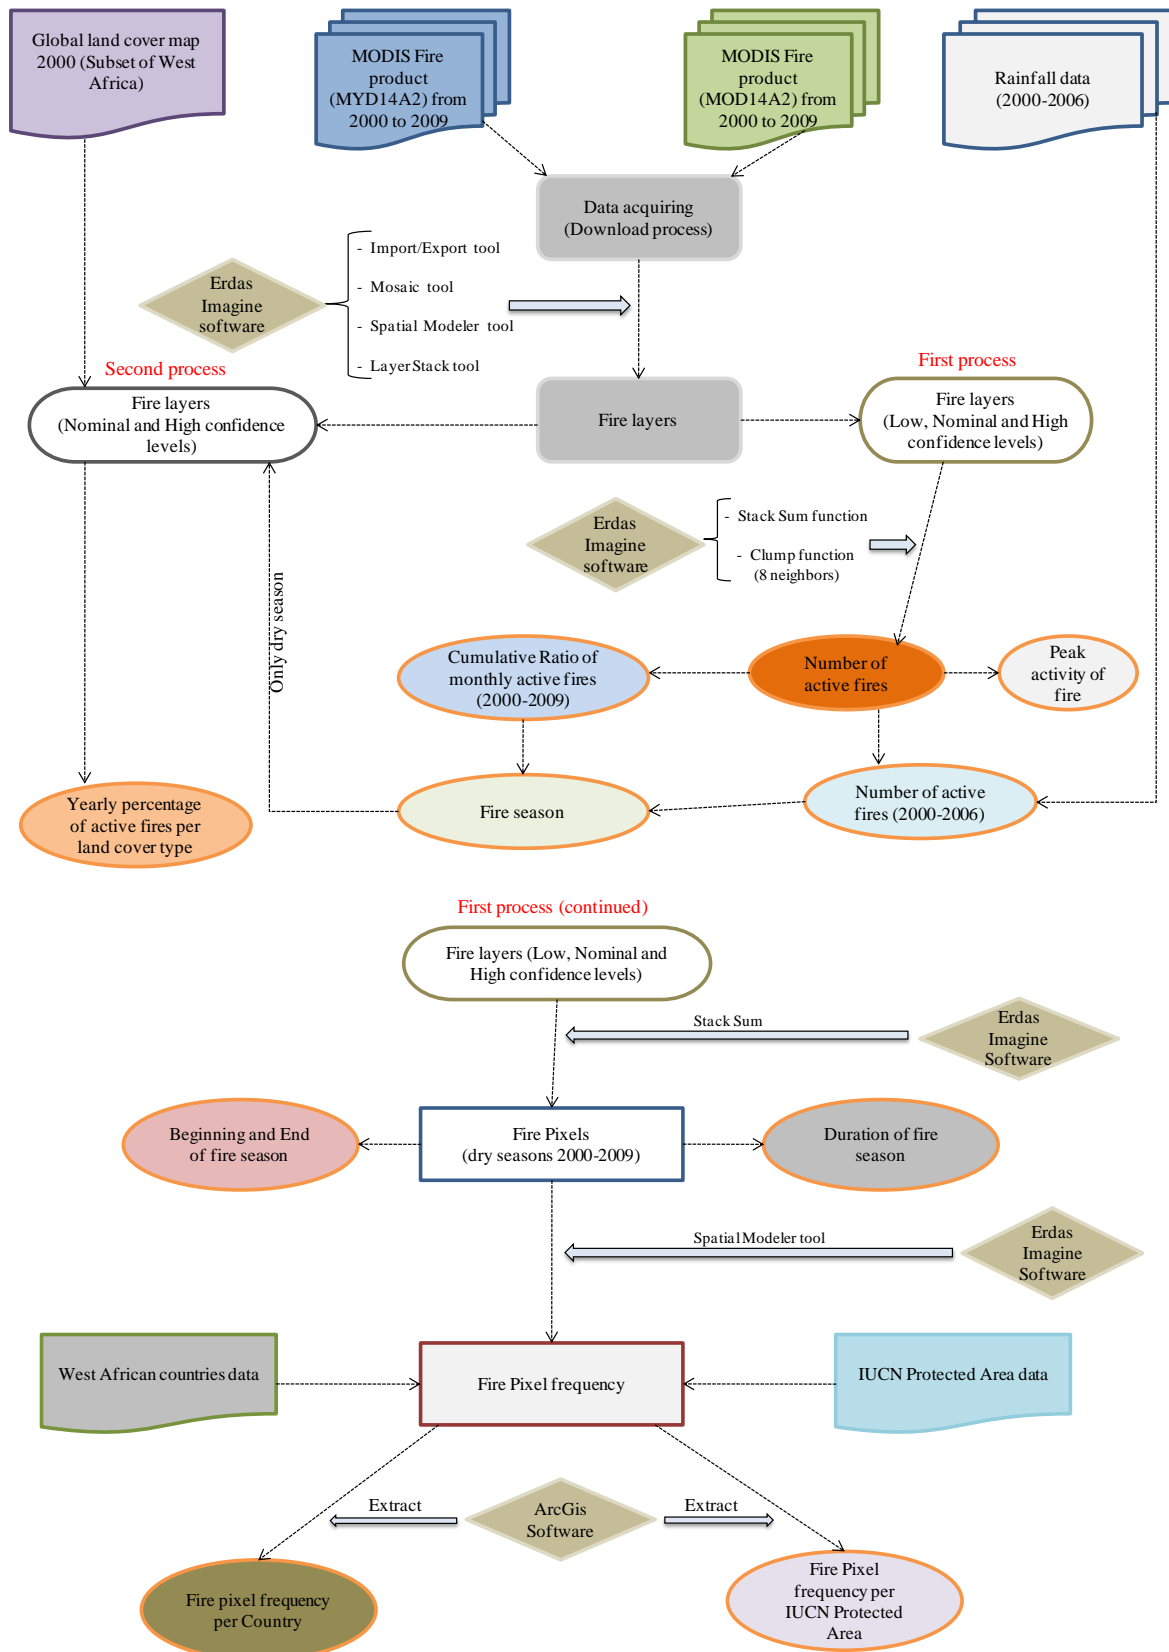 Global land cover map
2000 (Subset of West
Africa)
MODIS Fire
product
(MYD14A2) from
2000 to 2009
MODIS Fire
product
(MOD14A2) from
2000 to 2009
Rainfall data
(2000-2006)
Data acquiring
(Download process)
Erdas
Imagine
software
- Import/Export tool
- Mosaic tool
- Spatial Modeler tool
- LayerStack tool
Second process
First process
Fire layers
(Nominal and High confidence
levels)
Fire layers
Fire layers
(Low, Nominal and High
confidence levels)
Erdas
Imagine
software
- Stack Sum function
- Clump function
(8 neighbors)
Only dry season
Cumulative Ratio of
monthly active fires
(2000-2009)
Number of
active fires
Peak
activity of
fire
Yearly percentage
of active fires per
land cover type
Fire season
Number of active
fires (2000-2006)
First process (continued)
Fire layers (Low, Nominal and
High confidence levels)
Stack Sum
Erdas
Imagine
Software
Beginning and End
of fire season
Fire Pixels
(dry seasons 2000-2009)
Duration of fire
season
Spatial Modeler tool
Erdas
Imagine
Software
West African countries data
Fire Pixel frequency
IUCN Protected Area data
Extract
ArcGis
Software
Extract
Fire pixel frequency
per Country
Fire Pixel
frequency per
IUCN Protected
Area